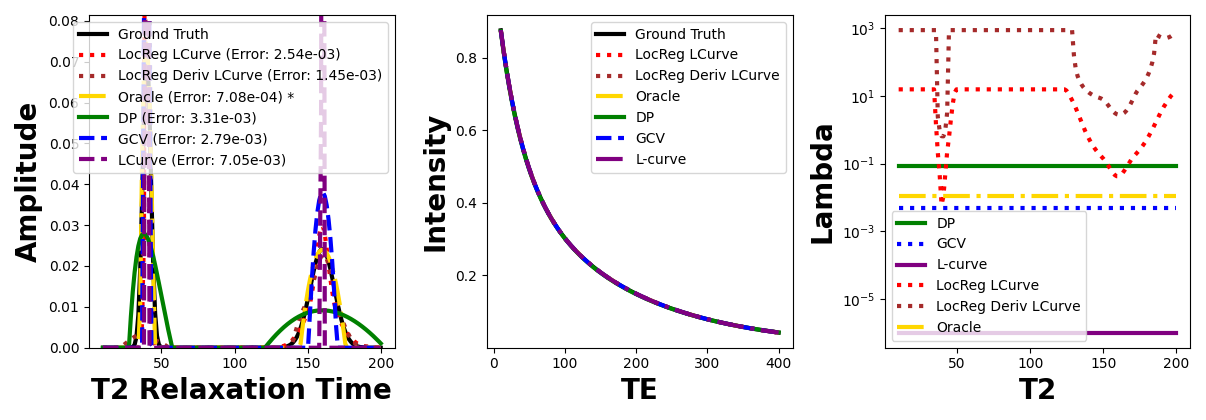 Amplitude
0.08
0.07
0.06
0.05
0.04
0.03
0.02
0.01
0.00
Ground Truth
LocReg LCurve (Error: 2.54e-03)
LocReg Deriv LCurve (Error: 1.45e-03)
Oracle (Error: 7.08e-04) *
DP (Error: 3.31e-03)
GCV (Error: 2.79e-03)
LCurve (Error: 7.05e-03)
50 100 150 200
T2 Relaxation Time
Intensity
0.8
0.6
0.4
0.2
Ground Truth
LocReg LCurve
LocReg Deriv LCurve
Oracle
DP
GCV
L-curve
0 100 200 300 400
TE
Lambda
10³
10¹
10⁻¹
10⁻³
10⁻⁵
DP
GCV
L-curve
LocReg LCurve
LocReg Deriv LCurve
Oracle
50 100 150 200
T2